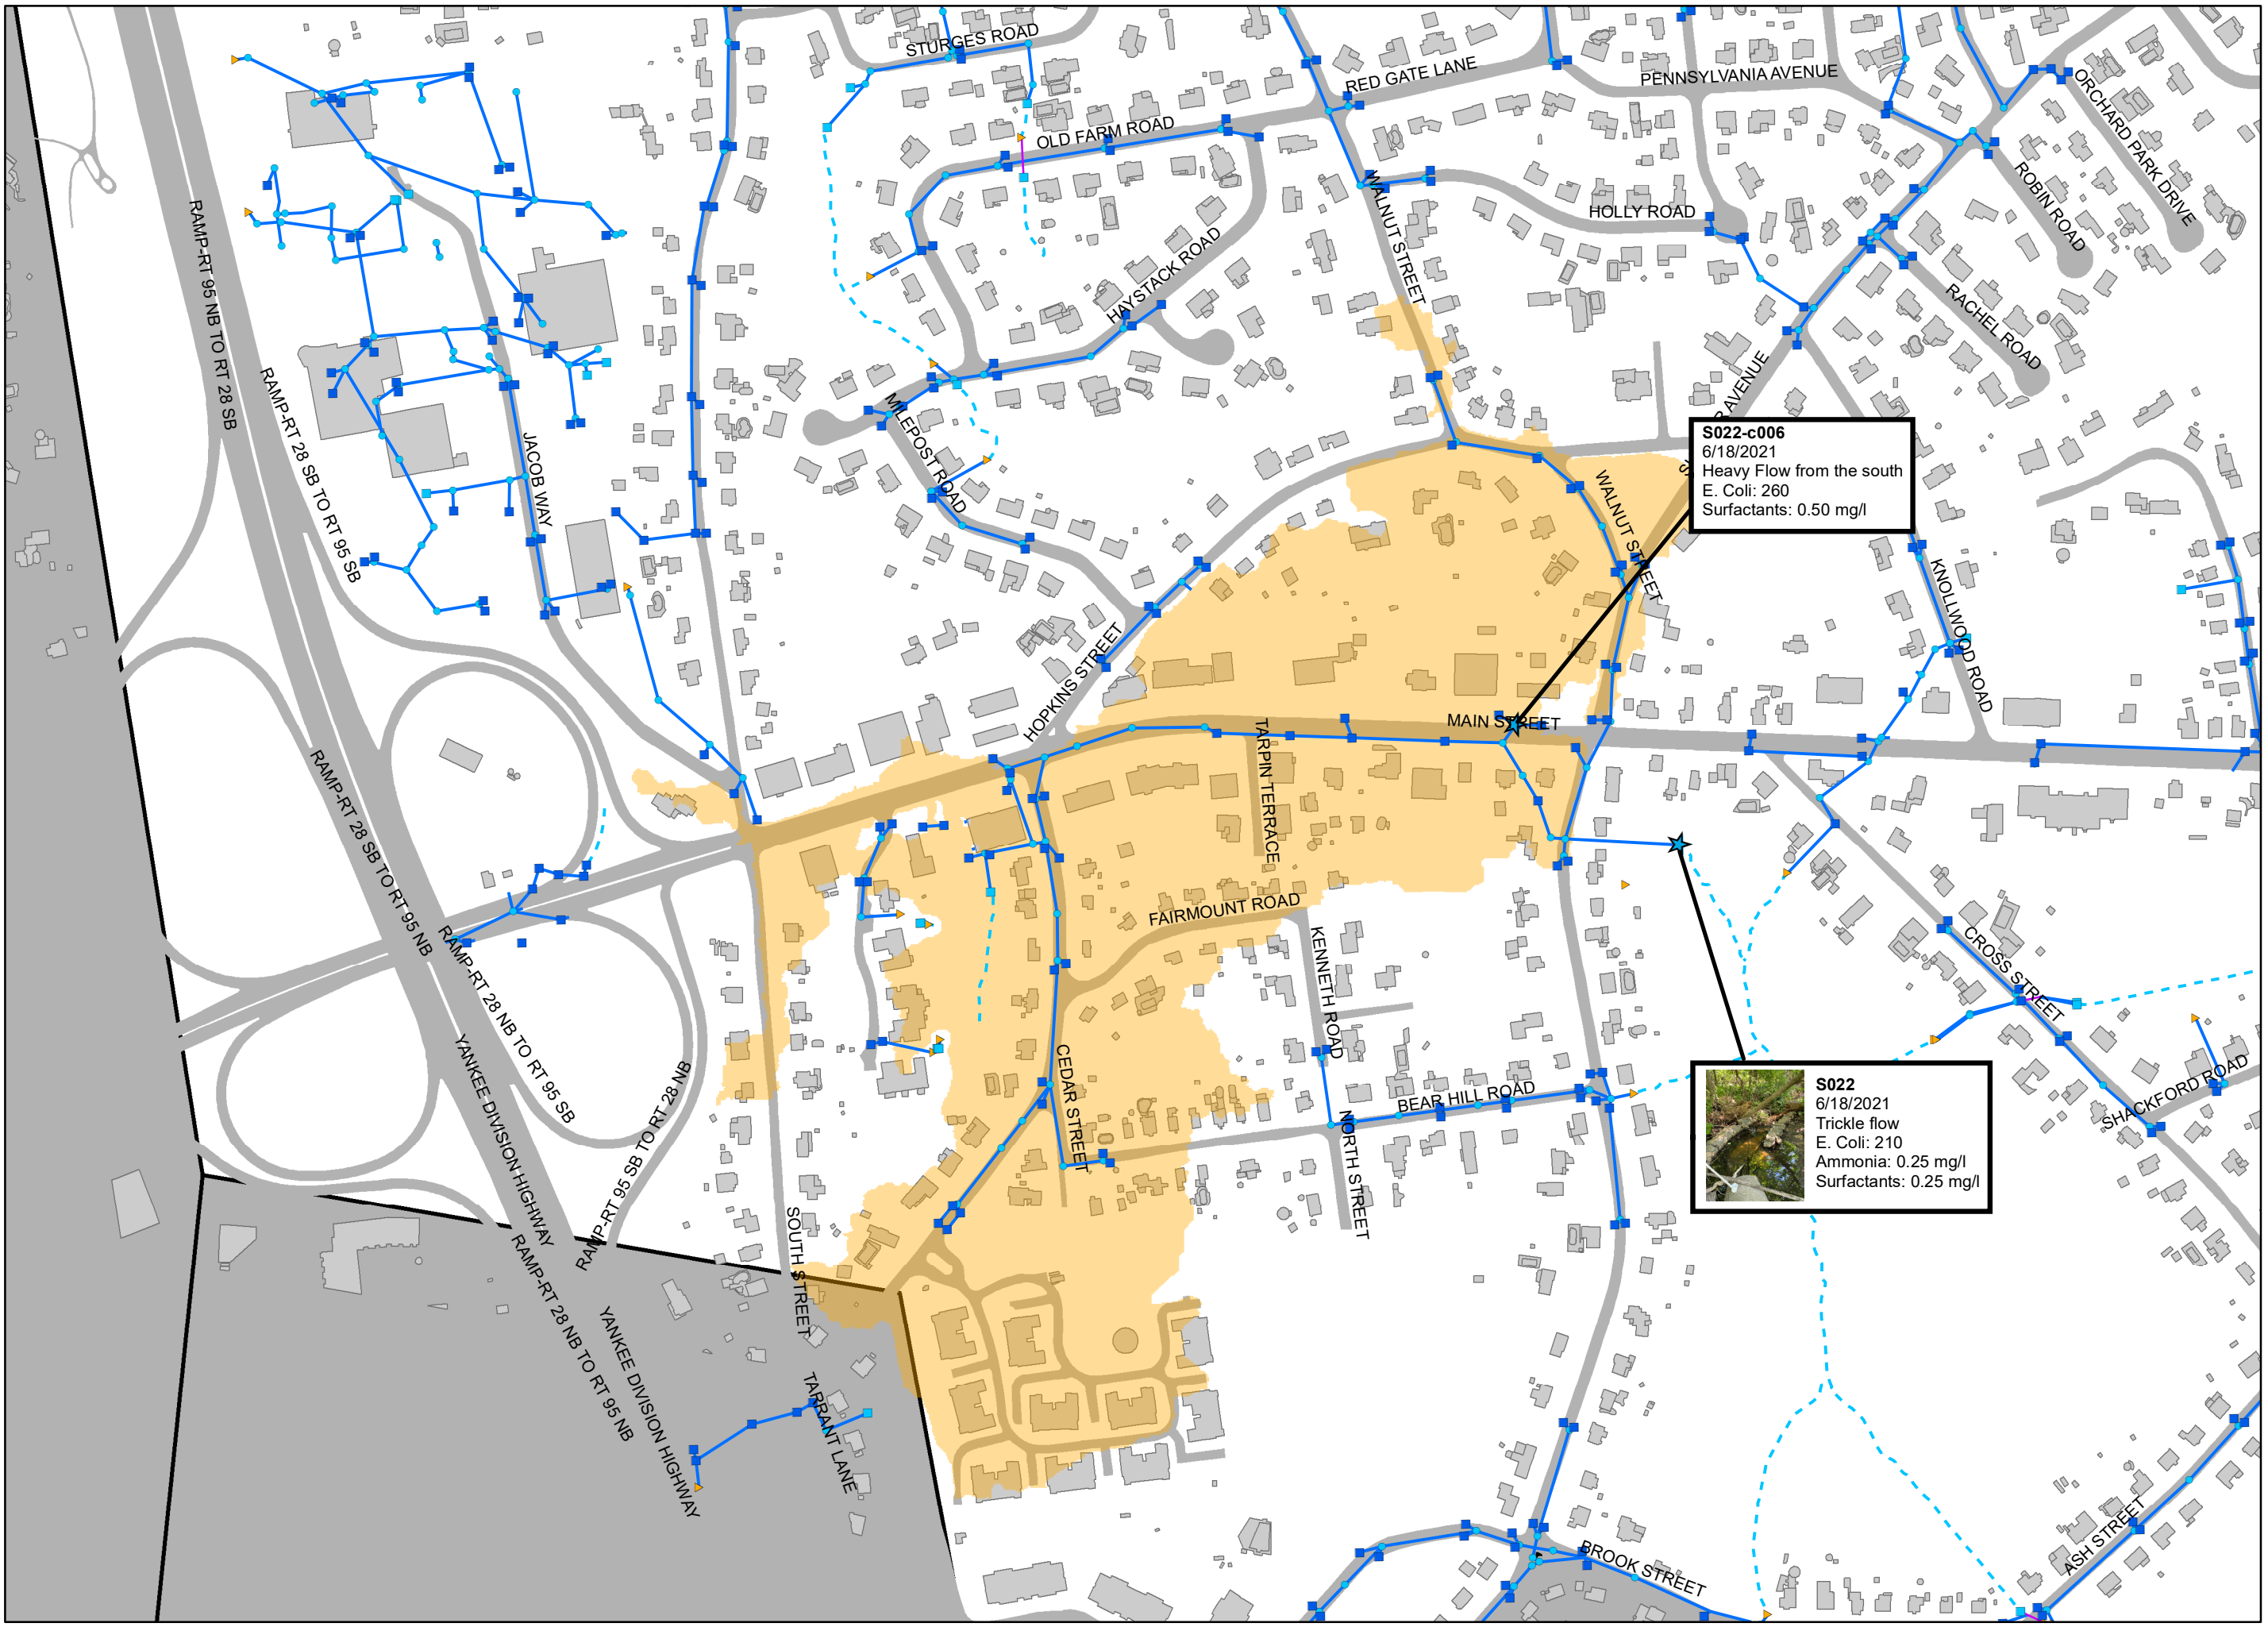 STURGES ROAD
RED GATE LANE
PENNSYLVANIA AVENUE
ORCHARD PARK DRIVE
OLD FARM ROAD
ROBIN ROAD
WALNUT STREET
HOLLY ROAD
RAMP-RT 95 NB TO RT 28 SB
HAYSTACK ROAD
RACHEL ROAD
RAMP-RT 28 SB TO RT 95 SB
MILEPOST ROAD
JACOB WAY
R AVENUE
S022-c006
6/18/2021
Heavy Flow from the south
E. Coli: 260
Surfactants: 0.50 mg/l
WALNUT STREET
KNOLLWOOD ROAD
HOPKINS STREET
MAIN STREET
TARPIN TERRACE
RAMP-RT 28 SB TO RT 95 NB
FAIRMOUNT ROAD
KENNETH ROAD
CROSS STREET
RAMP-RT 28 NB TO RT 95 SB
YANKEE DIVISION HIGHWAY
RAMP-RT 95 SB TO RT 28 NB
CEDAR STREET
BEAR HILL ROAD
NORTH STREET
SHACKFORD ROAD
S022
6/18/2021
Trickle flow
E. Coli: 210
Ammonia: 0.25 mg/l
Surfactants: 0.25 mg/l
SOUTH STREET
RAMP-RT 28 NB TO RT 95 NB
YANKEE DIVISION HIGHWAY
TARRANT LANE
BROOK STREET
ASH STREET